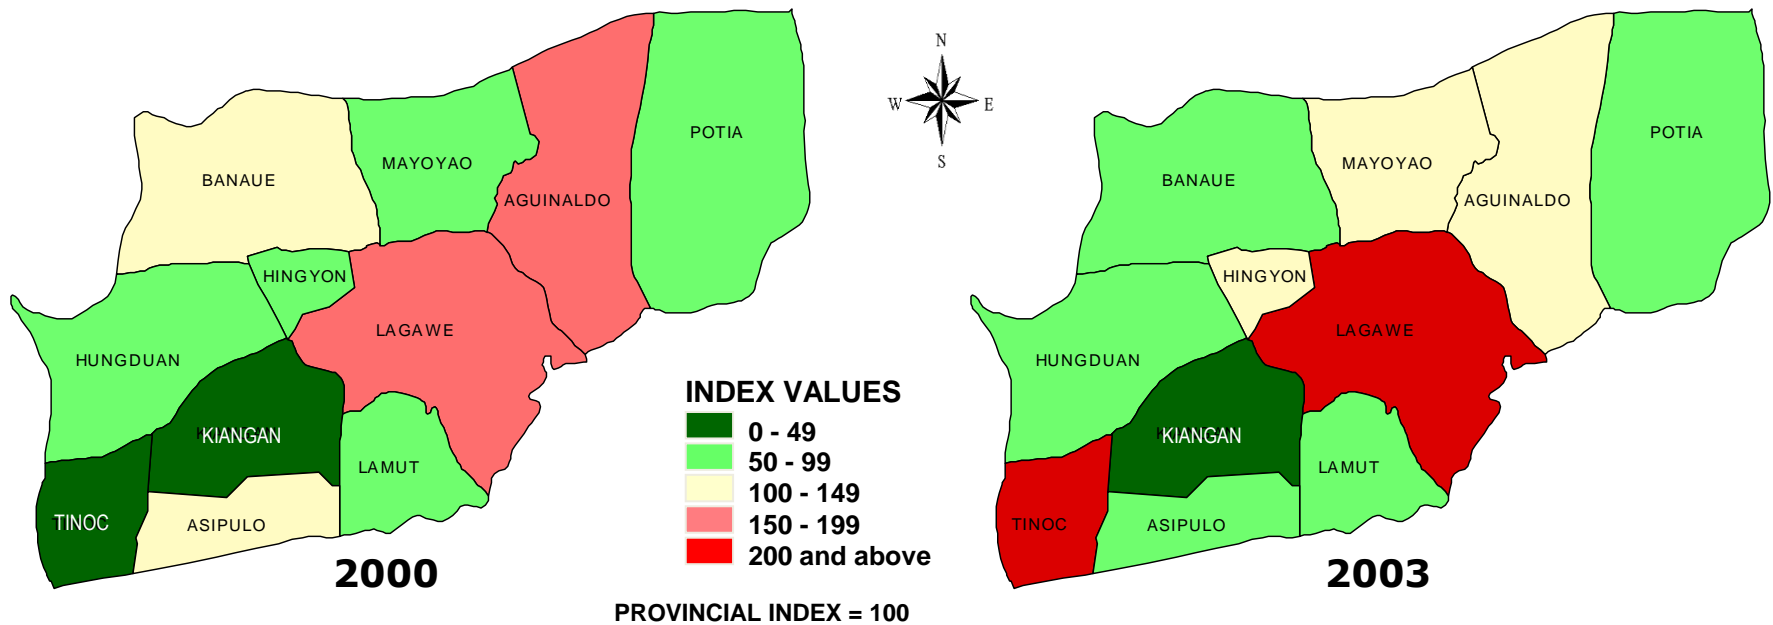 BANAUE
MAYOYAO
AGUINALDO
POTIA
HINGYON
HUNGDUAN
LAGAWE
KIANGAN
LAMUT
TINOC
ASIPULO
2000
N
W E
S
INDEX VALUES
0 - 49
50 - 99
100 - 149
150 - 199
200 and above
PROVINCIAL INDEX = 100
BANAUE
MAYOYAO
AGUINALDO
POTIA
HINGYON
HUNGDUAN
LAGAWE
KIANGAN
LAMUT
TINOC
ASIPULO
2003